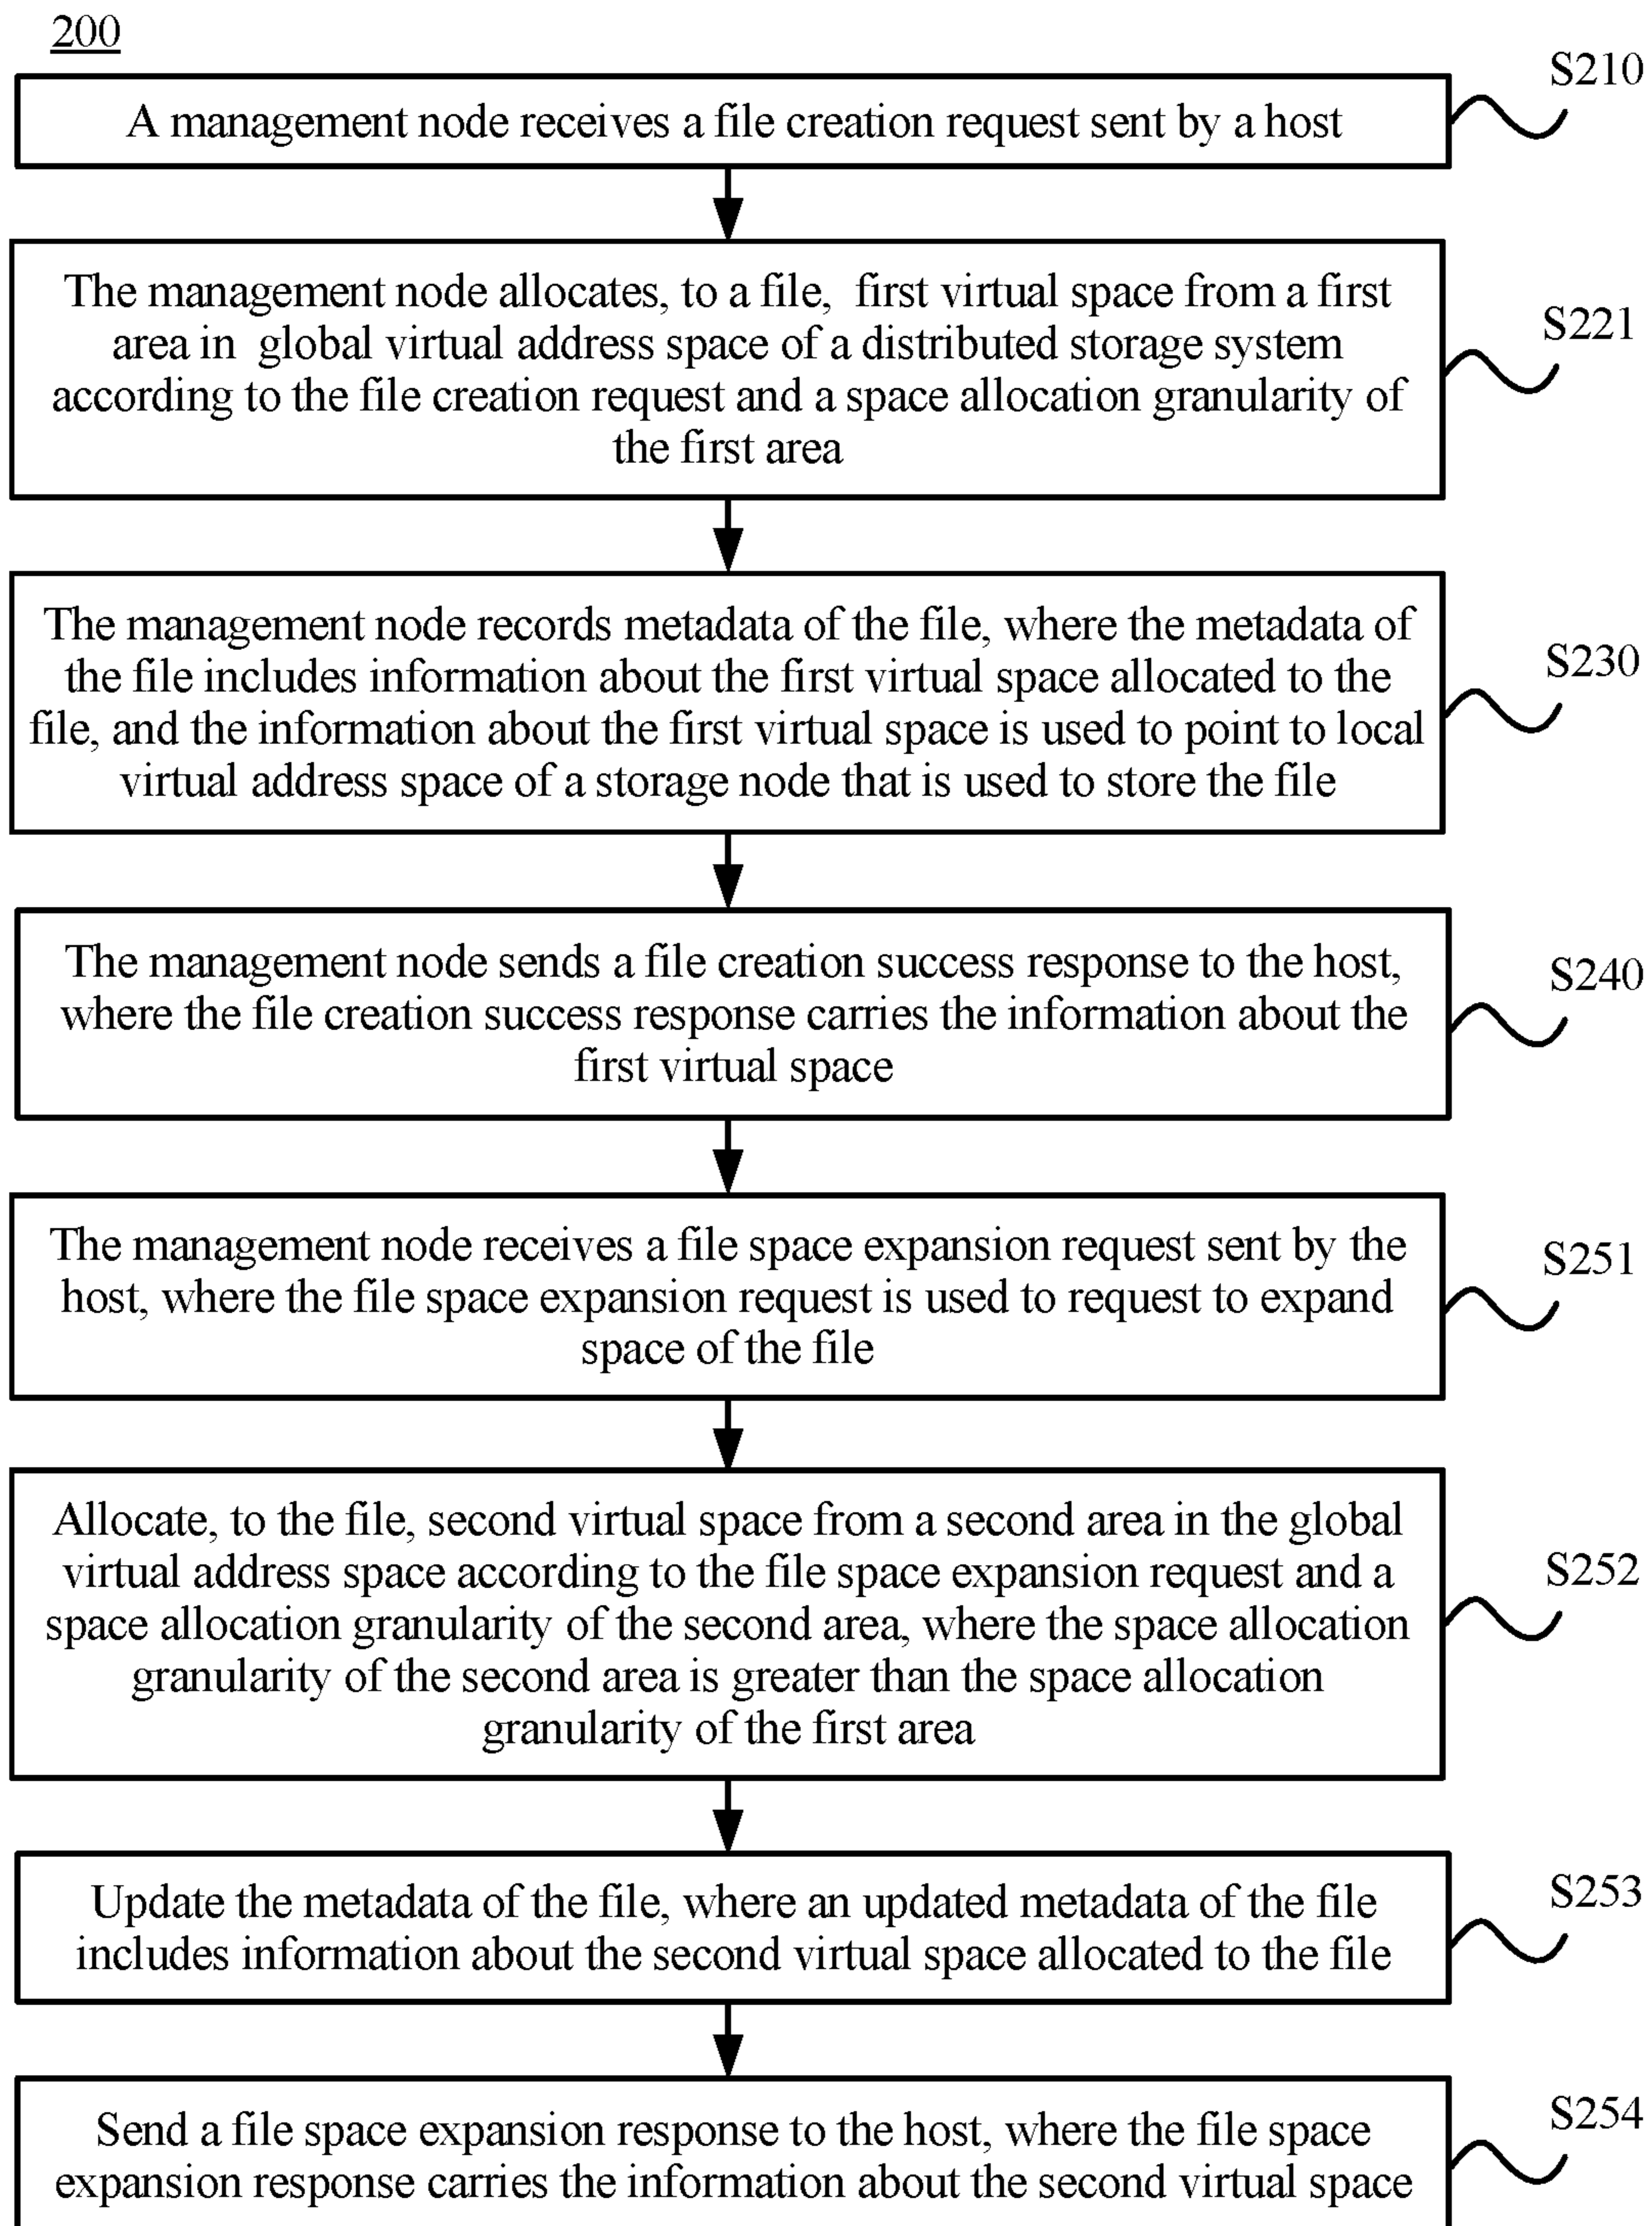 200
S210
A management node receives a file creation request sent by a host
The management node allocates, to a file, first virtual space from a first
area in global virtual address space of a distributed storage system
according to the file creation request and a space allocation granularity of
the first area
S221
The management node records metadata of the file, where the metadata of
the file includes information about the first virtual space allocated to the
file, and the information about the first virtual space is used to point to local
virtual address space of a storage node that is used to store the file
S230
The management node sends a file creation success response to the host,
where the file creation success response carries the information about the
first virtual space
S240
The management node receives a file space expansion request sent by the
host, where the file space expansion request is used to request to expand
space of the file
S251
Allocate, to the file, second virtual space from a second area in the global
virtual address space according to the file space expansion request and a
space allocation granularity of the second area, where the space allocation
granularity of the second area is greater than the space allocation
granularity of the first area
S252
Update the metadata of the file, where an updated metadata of the file
includes information about the second virtual space allocated to the file
S253
Send a file space expansion response to the host, where the file space
expansion response carries the information about the second virtual space
S254